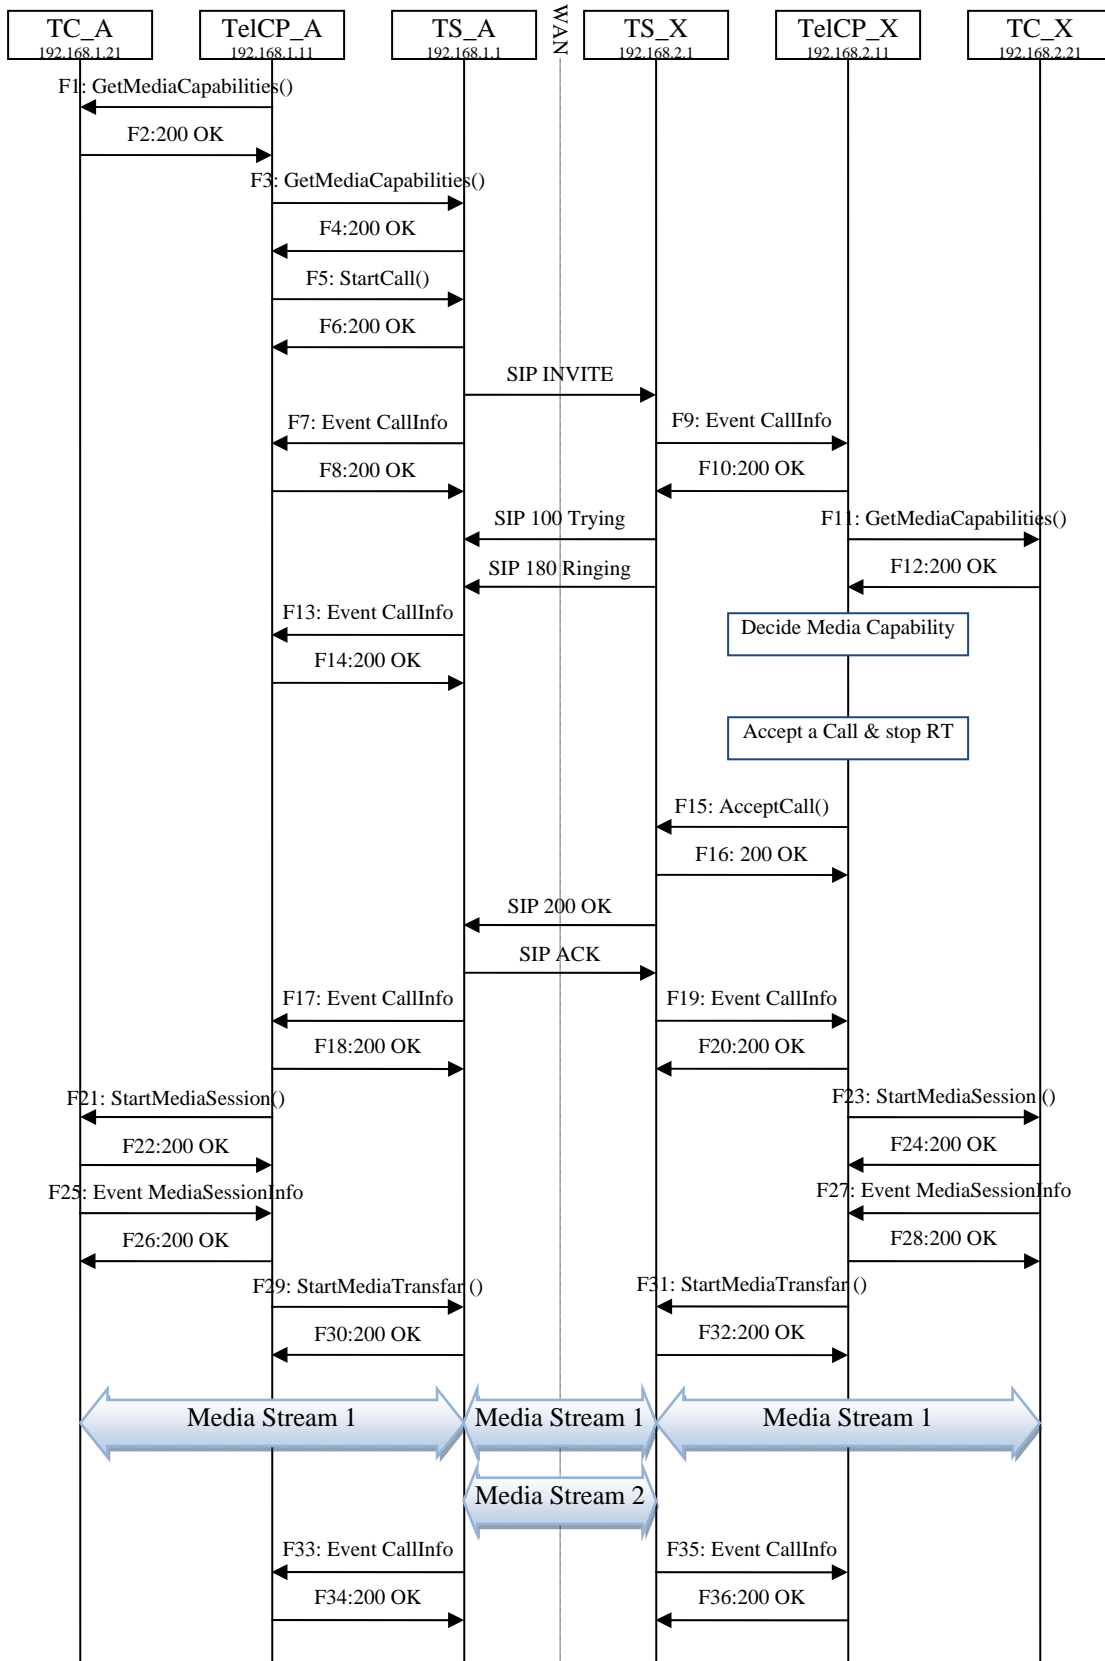 TC_A
192.168.1.21
TelCP_A
192.168.1.11
TS_A
192.168.1.1
WAN
TS_X
192.168.2.1
TelCP_X
192.168.2.11
TC_X
192.168.2.21
F1: GetMediaCapabilities()
F2:200 OK
F3: GetMediaCapabilities()
F4:200 OK
F5: StartCall()
F6:200 OK
SIP INVITE
F7: Event CallInfo
F9: Event CallInfo
F8:200 OK
F10:200 OK
SIP 100 Trying
F11: GetMediaCapabilities()
SIP 180 Ringing
F12:200 OK
F13: Event CallInfo
Decide Media Capability
F14:200 OK
Accept a Call & stop RT
F15: AcceptCall()
F16: 200 OK
SIP 200 OK
SIP ACK
F17: Event CallInfo
F19: Event CallInfo
F18:200 OK
F20:200 OK
F21: StartMediaSession()
F23: StartMediaSession ()
F22:200 OK
F24:200 OK
F25: Event MediaSessionInfo
F27: Event MediaSessionInfo
F26:200 OK
F28:200 OK
F29: StartMediaTransfar ()
F31: StartMediaTransfar ()
F30:200 OK
F32:200 OK
Media Stream 1
Media Stream 1
Media Stream 1
Media Stream 2
F33: Event CallInfo
F35: Event CallInfo
F34:200 OK
F36:200 OK